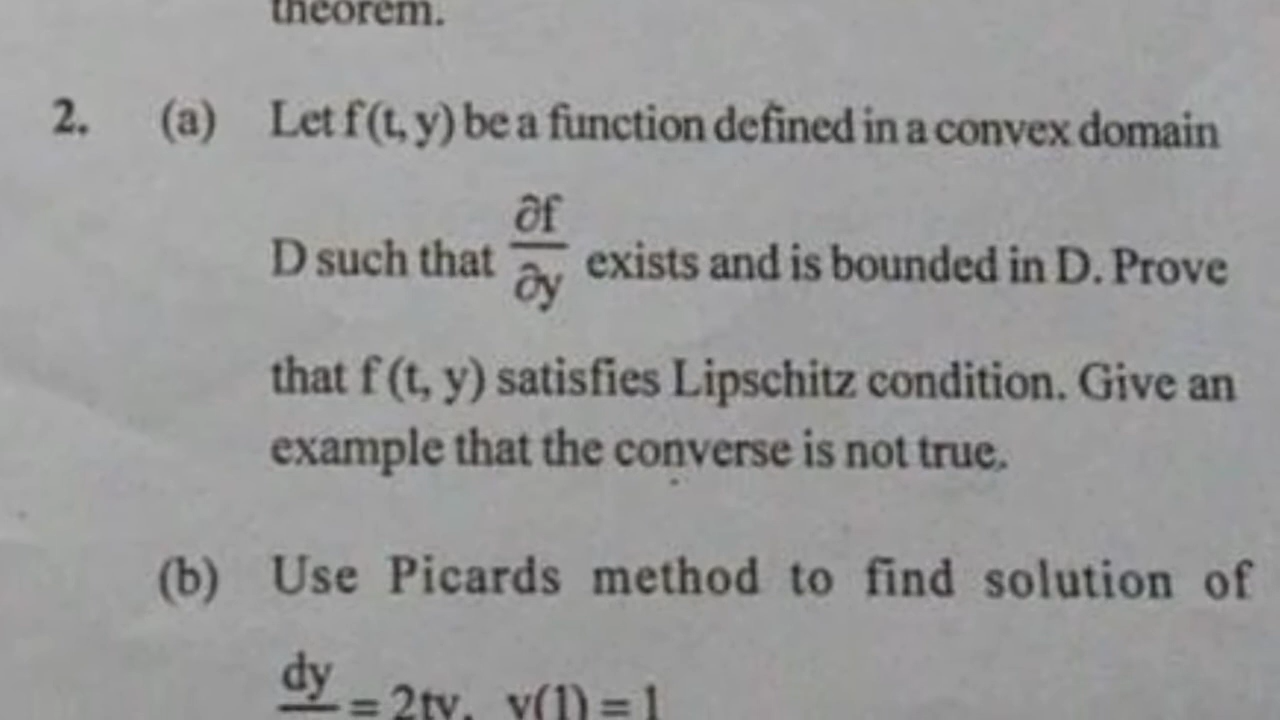 theorem.
2. (a) Let f(t, y) be a function defined in a convex domain
D such that ∂f/∂y exists and is bounded in D. Prove
that f (t, y) satisfies Lipschitz condition. Give an
example that the converse is not true.
(b) Use Picards method to find solution of
dy = 2ty, y(1) = 1